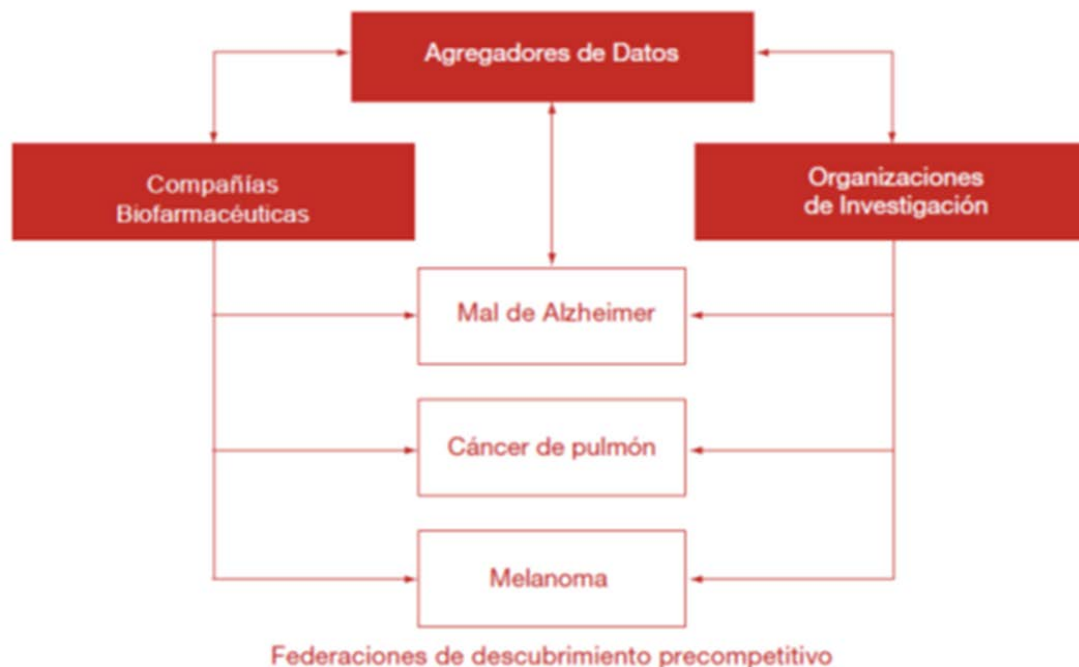 Agregadores de Datos
Compañías
Biofarmacéuticas
Organizaciones
de Investigación
Mal de Alzheimer
Cáncer de pulmón
Melanoma
Federaciones de descubrimiento precompetitivo